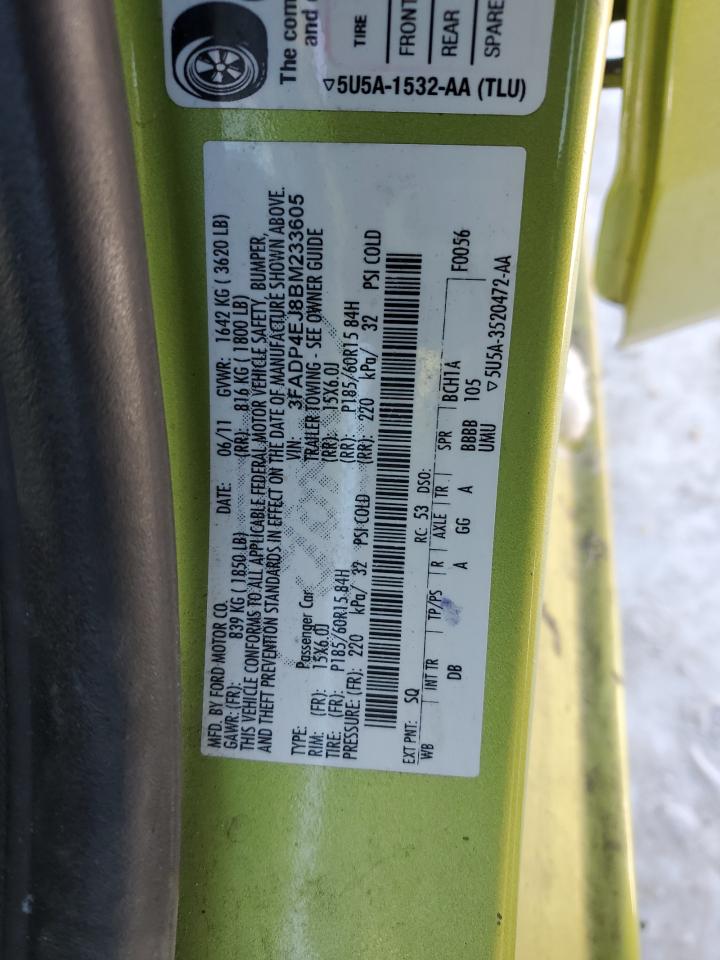 The com
and o
TIRE
FRONT
REAR
SPARE
▽5U5A-1532-AA (TLU)
MFD. BY FORD MOTOR CO. DATE: 06/11 GVWR: 1642 KG ( 3620 LB)
GAWR: (FR): 839 KG ( 1850 LB) (RR): 816 KG ( 1800 LB)
THIS VEHICLE CONFORMS TO ALL APPLICABLE FEDERAL MOTOR VEHICLE SAFETY, BUMPER,
AND THEFT PREVENTION STANDARDS IN EFFECT ON THE DATE OF MANUFACTURE SHOWN ABOVE.
VIN: 3FADP4EJ8BM233605
TYPE: Passenger Car TRAILER TOWING - SEE OWNER GUIDE
RIM: (FR): 15X6.0J (RR): 15X6.0J
TIRE: (FR): P185/60R15 84H (RR): P185/60R15 84H
PRESSURE: (FR): 220 kPa/ 32 PSI COLD (RR): 220 kPa/ 32 PSI COLD
EXT PNT: SQ RC: 53 DSO: F0056
WB INT TR TP/PS R AXLE TR SPR BCH1A
DB A GG A BBBB 105
UMU
▽5U5A-3520472-AA